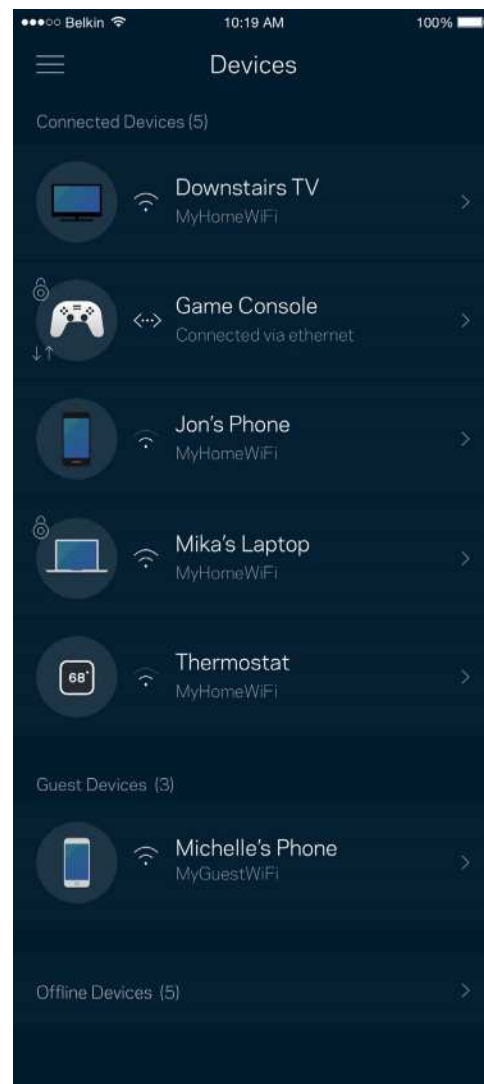 Belkin 10:19 AM 100%
Devices
Connected Devices (5)
Downstairs TV
MyHomeWiFi
Game Console
Connected via ethernet
Jon's Phone
MyHomeWiFi
Mika's Laptop
MyHomeWiFi
68°
Thermostat
MyHomeWiFi
Guest Devices (3)
Michelle's Phone
MyGuestWiFi
Offline Devices (5)